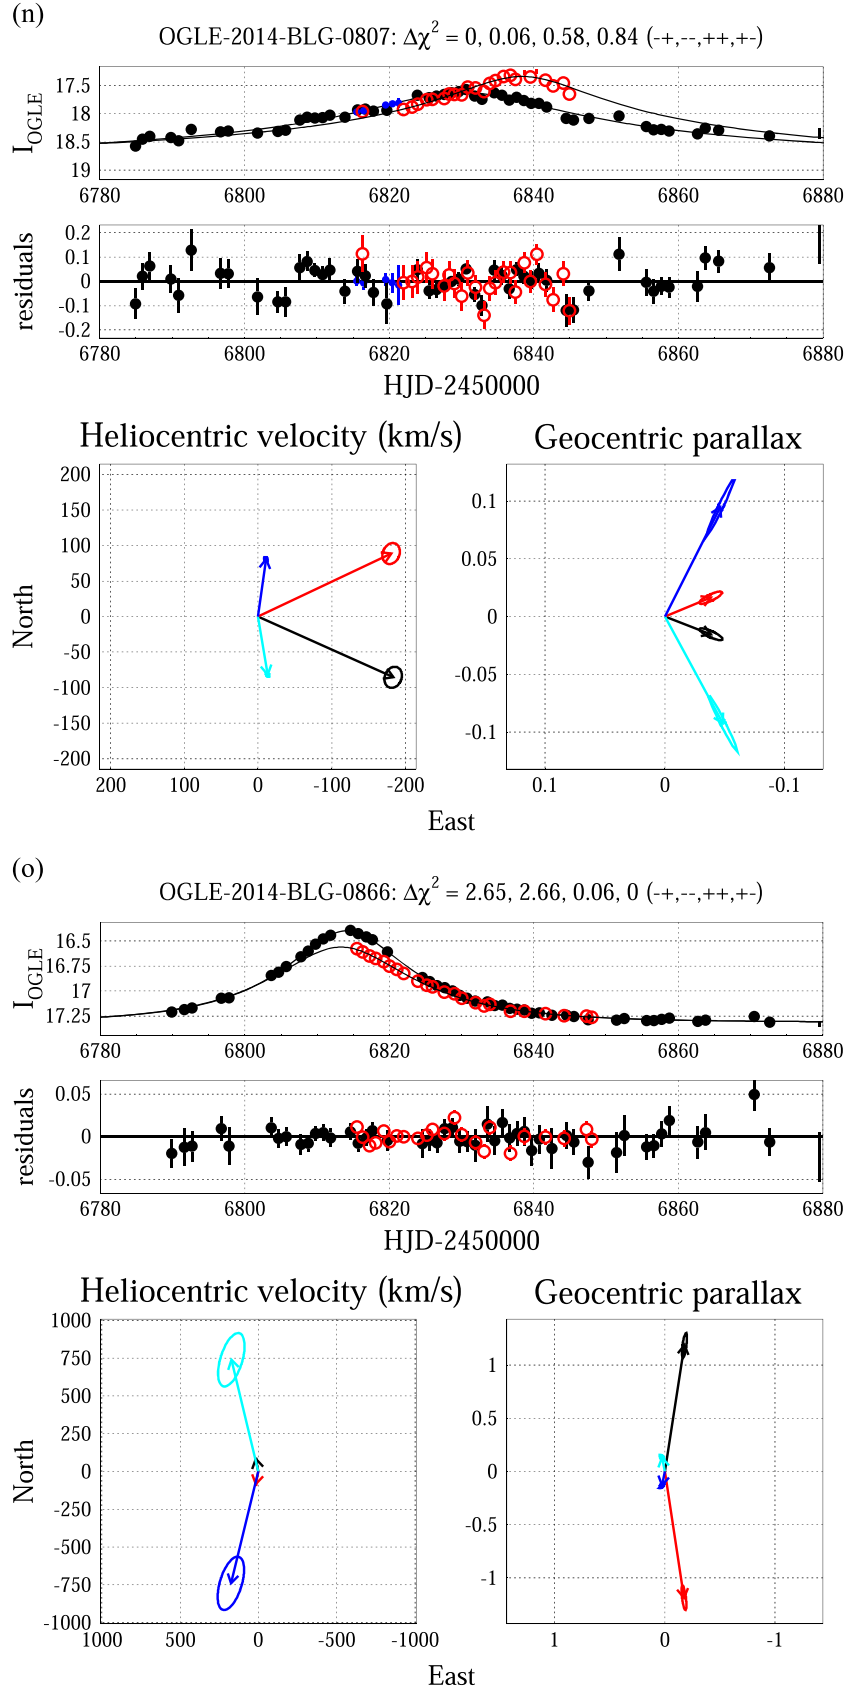 (n)
OGLE-2014-BLG-0807: Δχ² = 0, 0.06, 0.58, 0.84 (-+,--,++,+-)
I_OGLE
17.5
18
18.5
19
6780 6800 6820 6840 6860 6880
residuals
0.2
0.1
0
-0.1
-0.2
6780 6800 6820 6840 6860 6880
HJD-2450000
Heliocentric velocity (km/s)
North
200
150
100
50
0
-50
-100
-150
-200
200 100 0 -100 -200
Geocentric parallax
0.1
0.05
0
-0.05
-0.1
0.1 0 -0.1
East
(o)
OGLE-2014-BLG-0866: Δχ² = 2.65, 2.66, 0.06, 0 (-+,--,++,+-)
I_OGLE
16.5
16.75
17
17.25
6780 6800 6820 6840 6860 6880
residuals
0.05
0
-0.05
6780 6800 6820 6840 6860 6880
HJD-2450000
Heliocentric velocity (km/s)
North
1000
750
500
250
0
-250
-500
-750
-1000
1000 500 0 -500 -1000
Geocentric parallax
1
0.5
0
-0.5
-1
1 0 -1
East